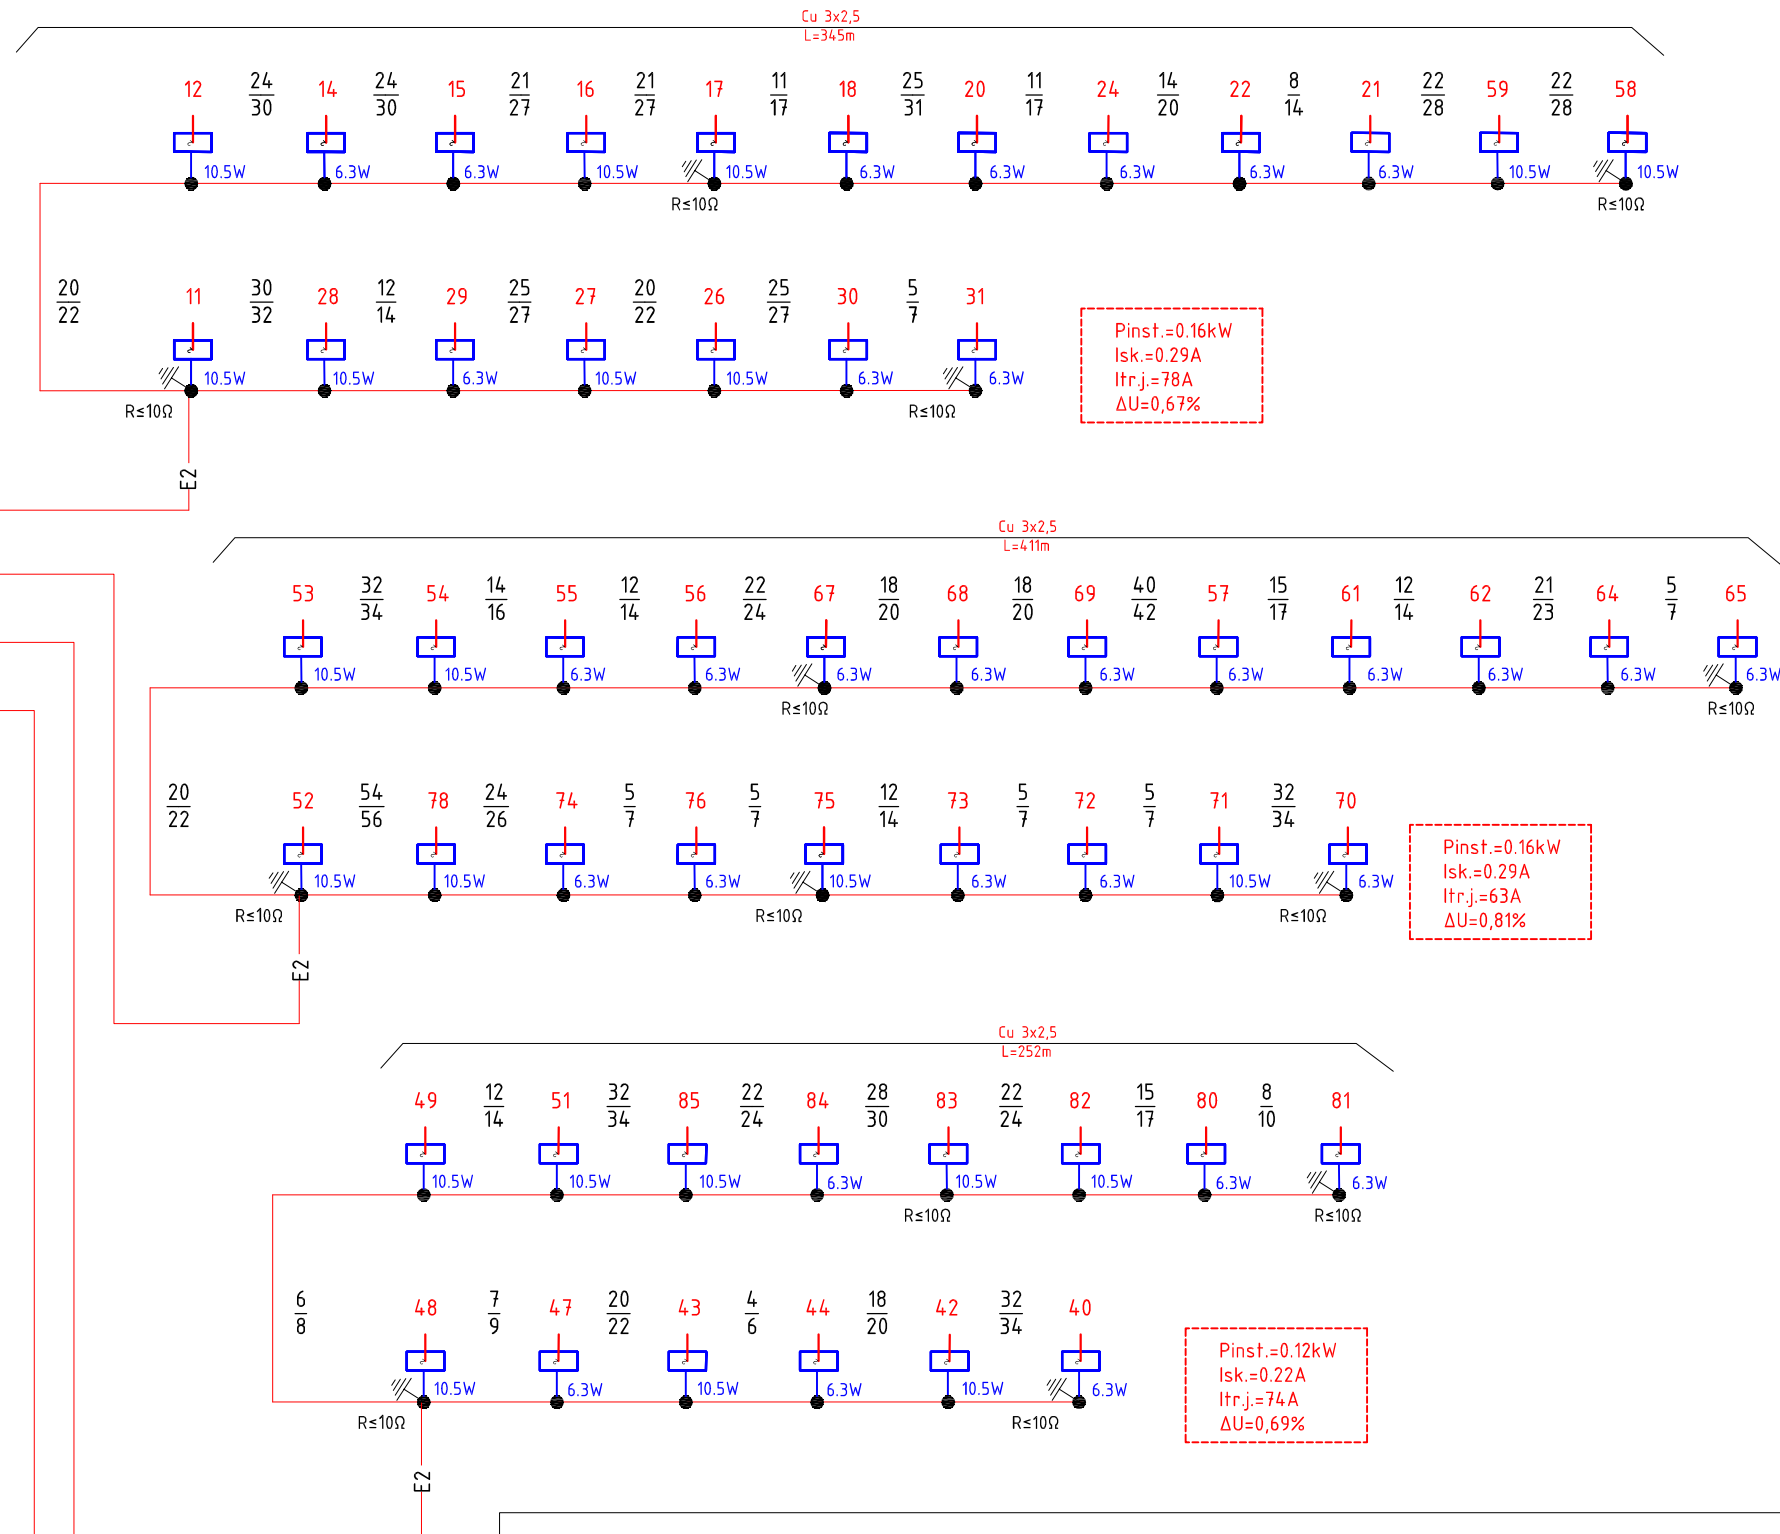 Cu 3x2,5
L=345m
12 24 14 24 15 21 16 21 17 11 18 25 20 11 24 14 22 8 21 22 59 22 58
30 30 27 27 17 31 17 20 14 28 28
10.5W 6.3W 6.3W 10.5W 10.5W 6.3W 6.3W 6.3W 6.3W 6.3W 10.5W 10.5W
R≤10Ω R≤10Ω
20 11 30 28 12 29 25 27 20 26 25 30 5 31
22 32 14 27 22 27 7
10.5W 10.5W 6.3W 10.5W 10.5W 6.3W 6.3W
R≤10Ω R≤10Ω
Pinst.=0.16kW
Isk.=0.29A
Itr.j.=78A
ΔU=0,67%
E2
Cu 3x2,5
L=411m
53 32 54 14 55 12 56 22 67 18 68 18 69 40 57 15 61 12 62 21 64 5 65
34 16 14 24 20 20 42 17 14 23 7
10.5W 10.5W 6.3W 6.3W 6.3W 6.3W 6.3W 6.3W 6.3W 6.3W 6.3W 6.3W
R≤10Ω R≤10Ω
20 52 54 78 24 74 5 76 5 75 12 73 5 72 5 71 32 70
22 56 26 7 7 14 7 7 34
10.5W 10.5W 6.3W 6.3W 10.5W 6.3W 6.3W 10.5W 6.3W
R≤10Ω R≤10Ω R≤10Ω
Pinst.=0.16kW
Isk.=0.29A
Itr.j.=63A
ΔU=0,81%
E2
Cu 3x2,5
L=252m
49 12 51 32 85 22 84 28 83 22 82 15 80 8 81
14 34 24 30 24 17 10
10.5W 10.5W 10.5W 6.3W 10.5W 10.5W 6.3W 6.3W
R≤10Ω R≤10Ω
6 48 7 47 20 43 4 44 18 42 32 40
8 9 22 6 20 34
10.5W 6.3W 10.5W 6.3W 10.5W 6.3W
R≤10Ω R≤10Ω
Pinst.=0.12kW
Isk.=0.22A
Itr.j.=74A
ΔU=0,69%
E2